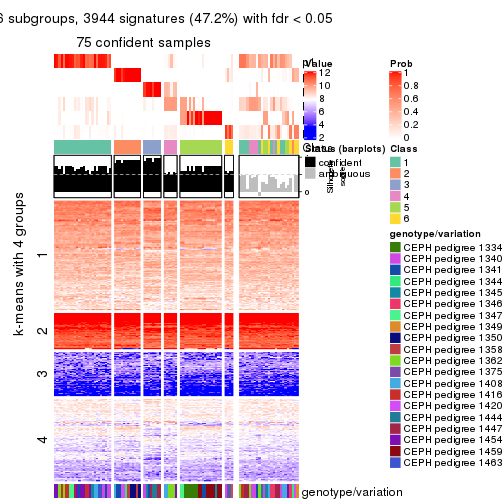 6 subgroups, 3944 signatures (47.2%) with fdr < 0.05
75 confident samples
k-means with 4 groups
1
2
3
4
Value
12
10
8
6
4
2
Status (barplots)
confident
ambiguous
1
0
Silhouette
score
Prob
1
0.8
0.6
0.4
0.2
0
Class
1
2
3
4
5
6
genotype/variation
CEPH pedigree 1334
CEPH pedigree 1340
CEPH pedigree 1341
CEPH pedigree 1344
CEPH pedigree 1345
CEPH pedigree 1346
CEPH pedigree 1347
CEPH pedigree 1349
CEPH pedigree 1350
CEPH pedigree 1358
CEPH pedigree 1362
CEPH pedigree 1375
CEPH pedigree 1408
CEPH pedigree 1416
CEPH pedigree 1420
CEPH pedigree 1444
CEPH pedigree 1447
CEPH pedigree 1454
CEPH pedigree 1459
CEPH pedigree 1463
genotype/variation